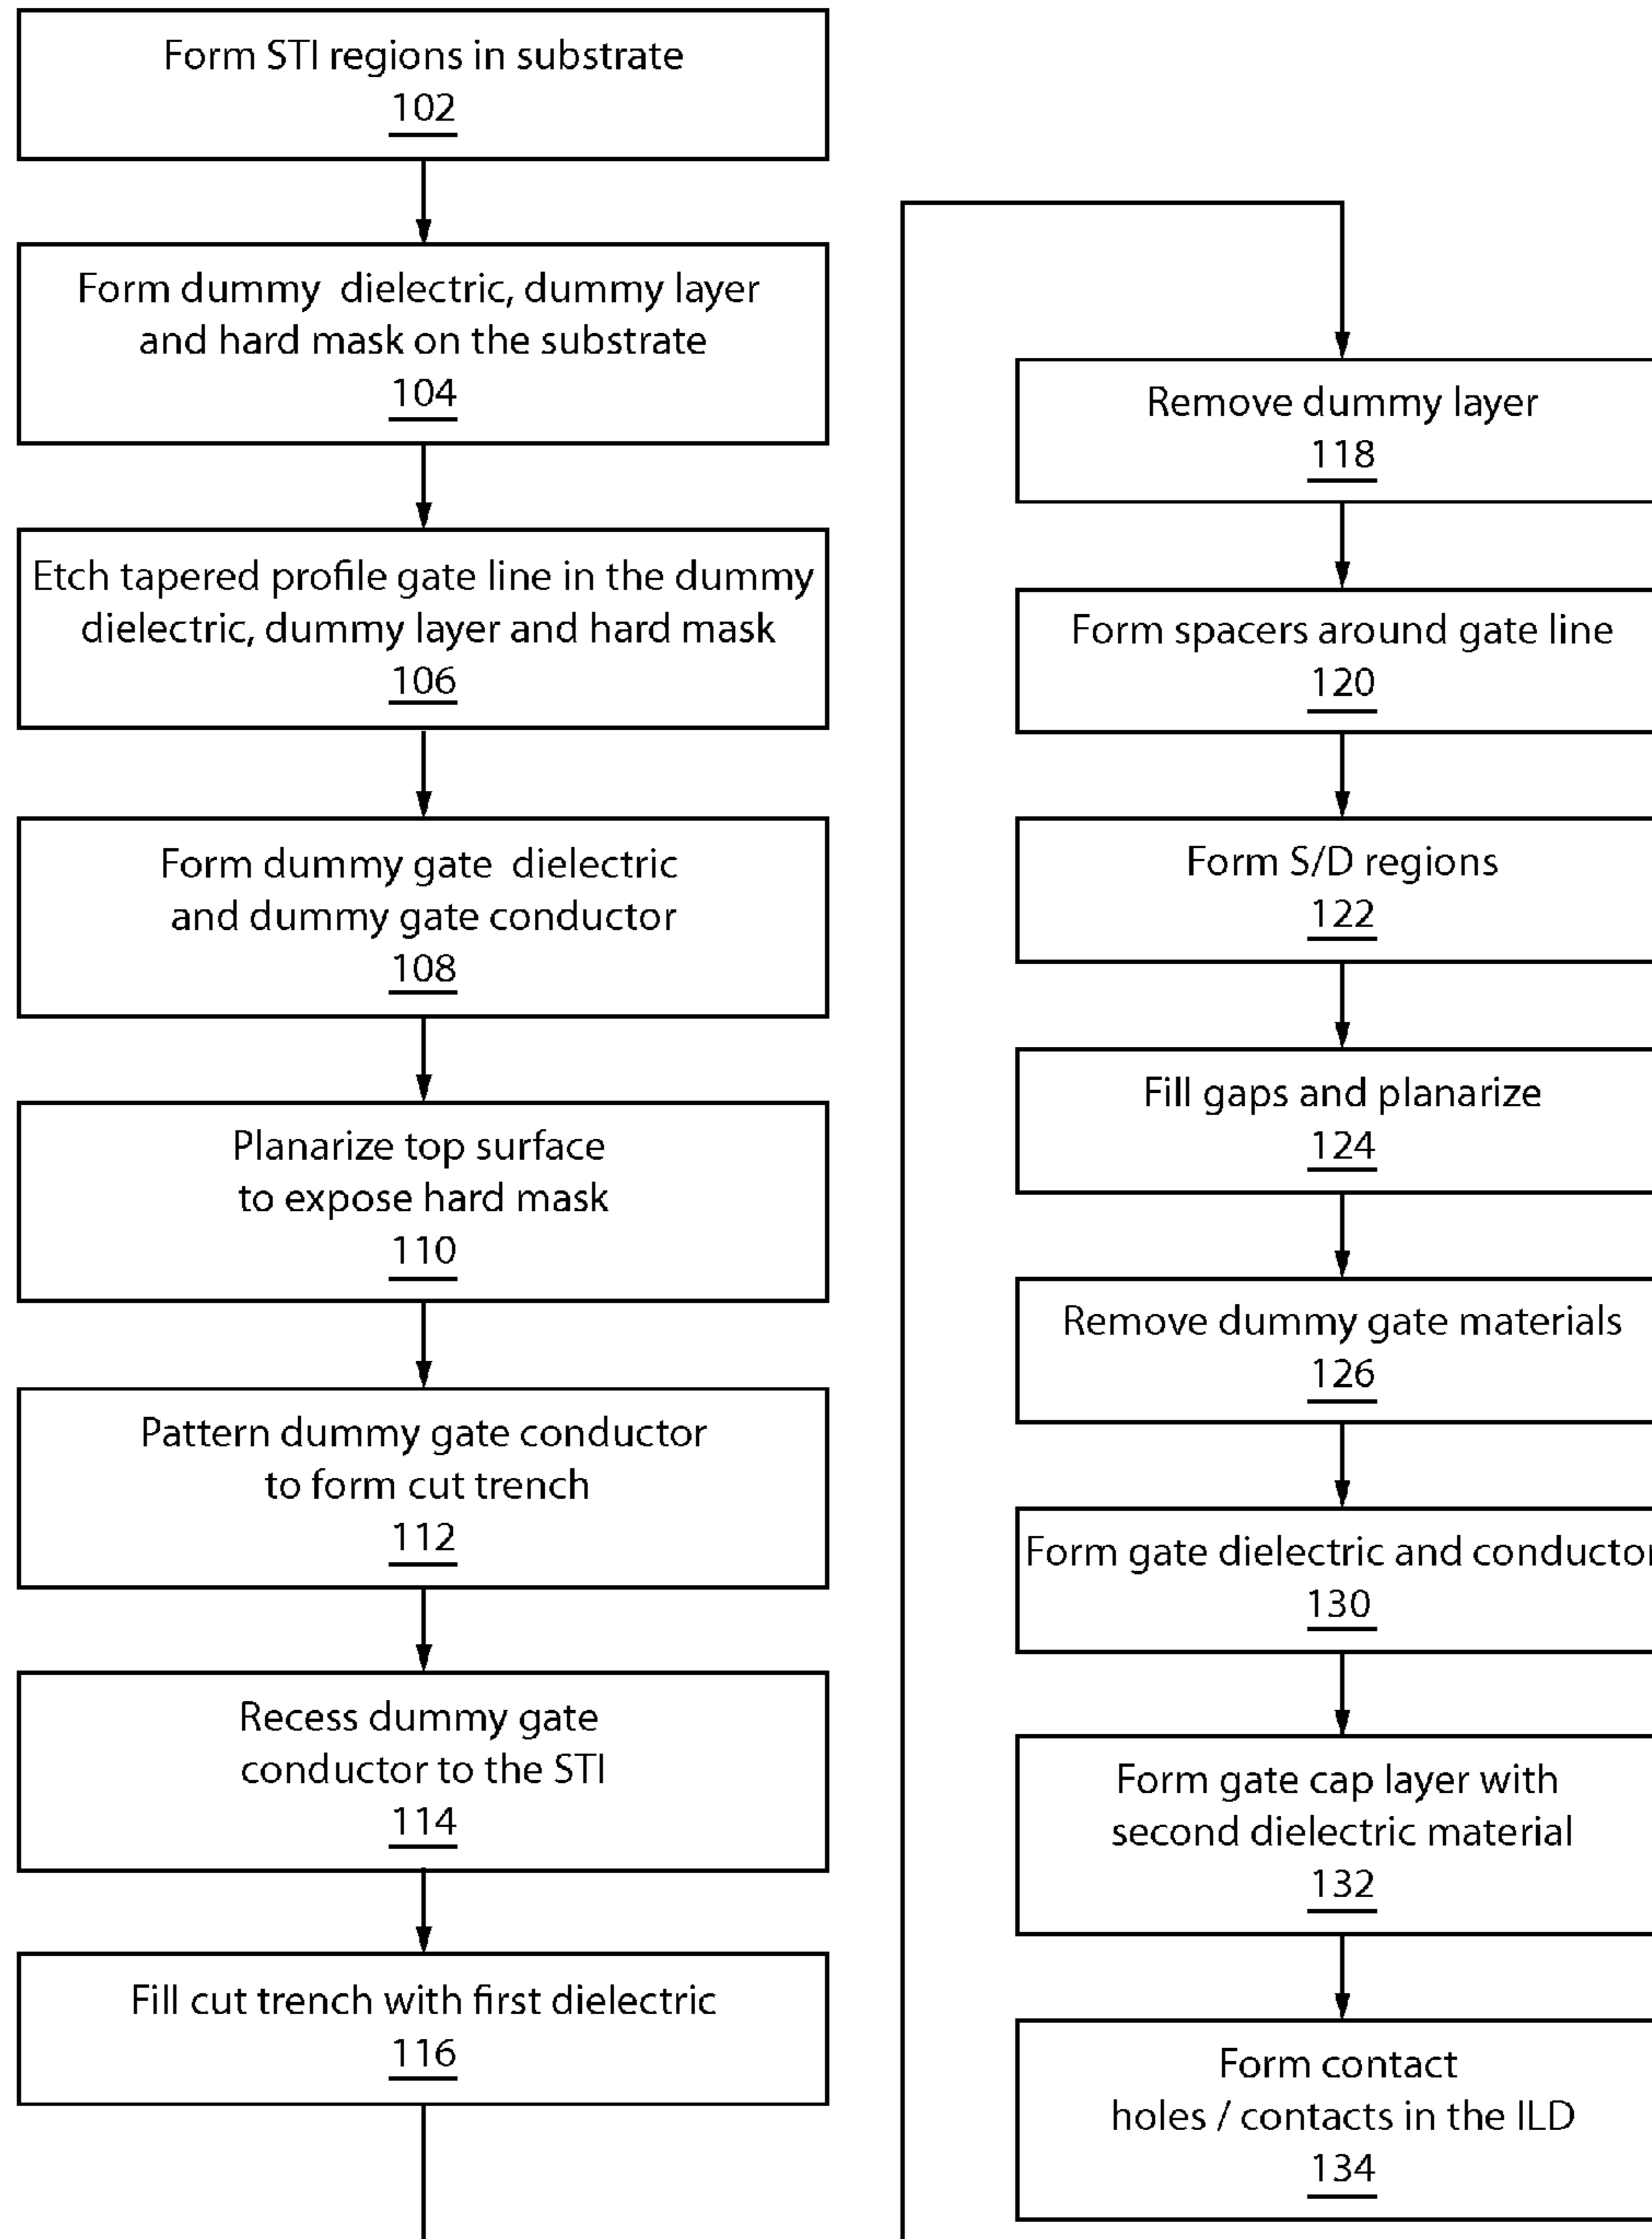 Form STI regions in substrate
102
Form dummy dielectric, dummy layer
and hard mask on the substrate
104
Etch tapered profile gate line in the dummy
dielectric, dummy layer and hard mask
106
Form dummy gate dielectric
and dummy gate conductor
108
Planarize top surface
to expose hard mask
110
Pattern dummy gate conductor
to form cut trench
112
Recess dummy gate
conductor to the STI
114
Fill cut trench with first dielectric
116
Remove dummy layer
118
Form spacers around gate line
120
Form S/D regions
122
Fill gaps and planarize
124
Remove dummy gate materials
126
Form gate dielectric and conductor
130
Form gate cap layer with
second dielectric material
132
Form contact
holes / contacts in the ILD
134